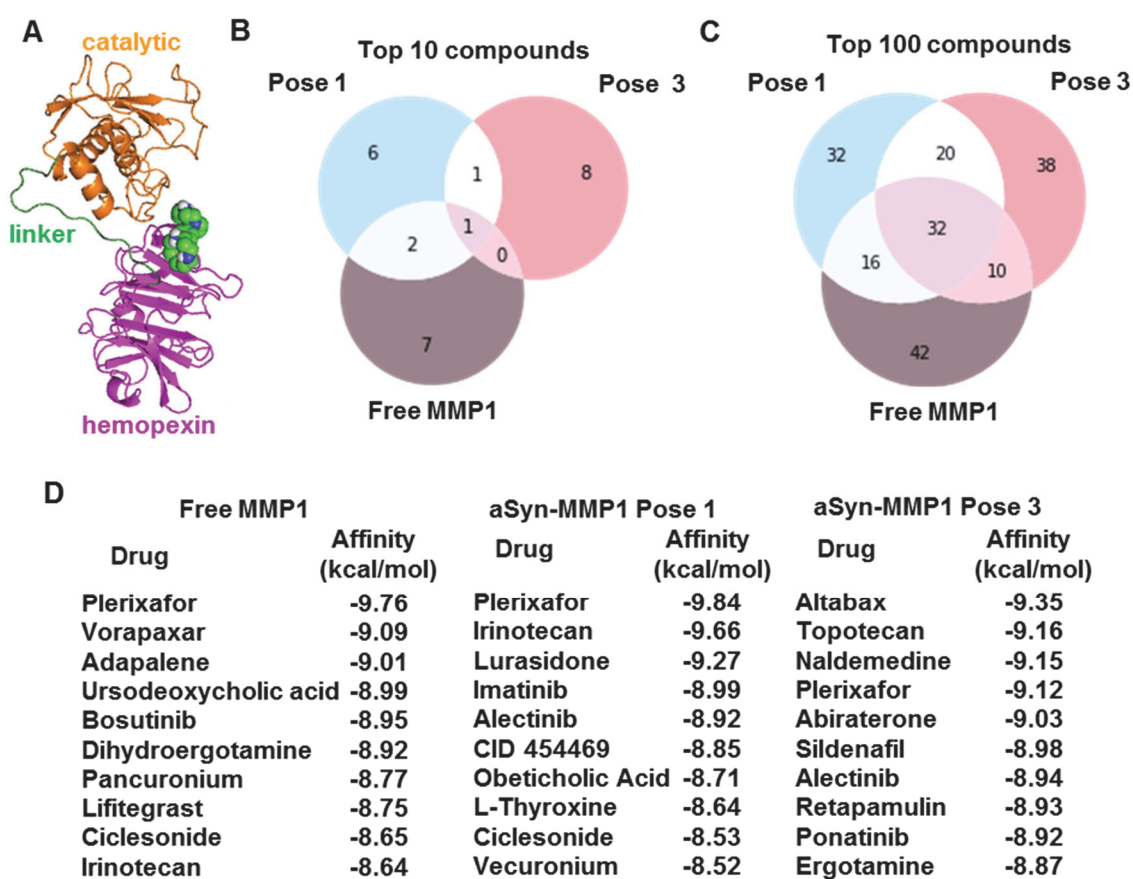 A
catalytic
linker
hemopexin
B
Top 10 compounds
Pose 1
Pose 3
6
1
8
1
2
0
7
Free MMP1
C
Top 100 compounds
Pose 1
Pose 3
32
20
38
32
16
10
42
Free MMP1
D
Free MMP1 aSyn-MMP1 Pose 1 aSyn-MMP1 Pose 3
Drug Affinity (kcal/mol) Drug Affinity (kcal/mol) Drug Affinity (kcal/mol)
Plerixafor -9.76 Plerixafor -9.84 Altabax -9.35
Vorapaxar -9.09 Irinotecan -9.66 Topotecan -9.16
Adapalene -9.01 Lurasidone -9.27 Naldemedine -9.15
Ursodeoxycholic acid -8.99 Imatinib -8.99 Plerixafor -9.12
Bosutinib -8.95 Alectinib -8.92 Abiraterone -9.03
Dihydroergotamine -8.92 CID 454469 -8.85 Sildenafil -8.98
Pancuronium -8.77 Obeticholic Acid -8.71 Alectinib -8.94
Lifitegrast -8.75 L-Thyroxine -8.64 Retapamulin -8.93
Ciclesonide -8.65 Ciclesonide -8.53 Ponatinib -8.92
Irinotecan -8.64 Vecuronium -8.52 Ergotamine -8.87